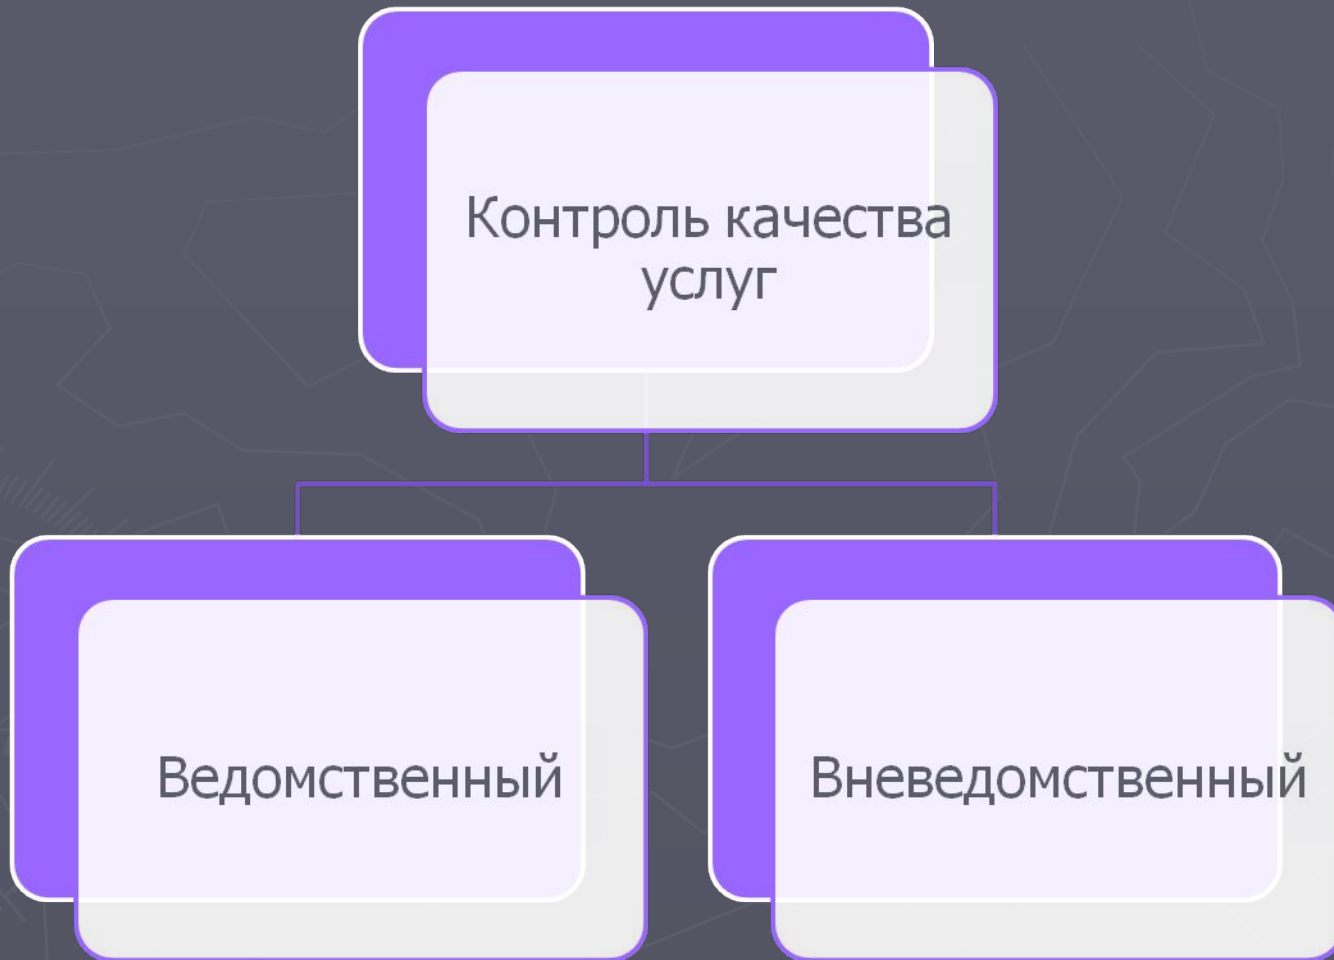 Контроль качества
услуг
Ведомственный
Вневедомственный